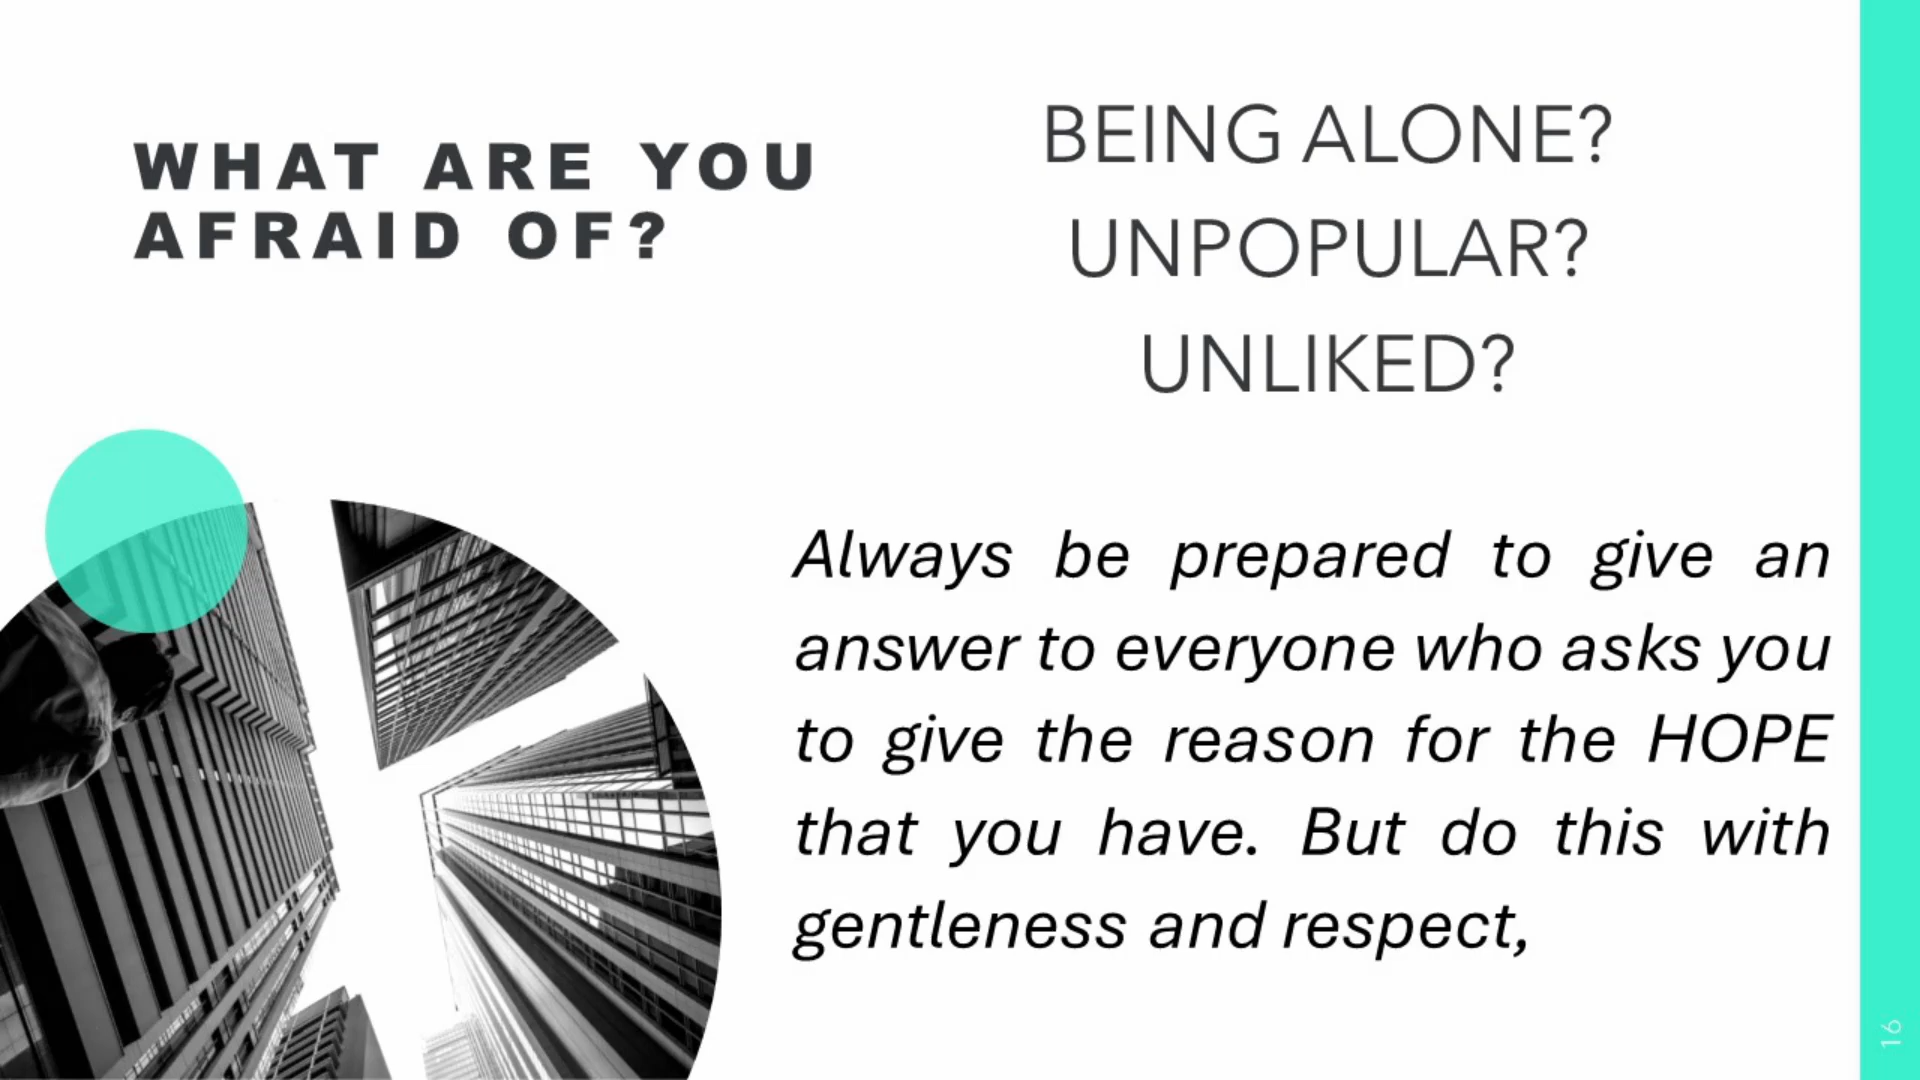 WHAT ARE YOU
AFRAID OF?
BEING ALONE?
UNPOPULAR?
UNLIKED?
Always be prepared to give an
answer to everyone who asks you
to give the reason for the HOPE
that you have. But do this with
gentleness and respect,
16